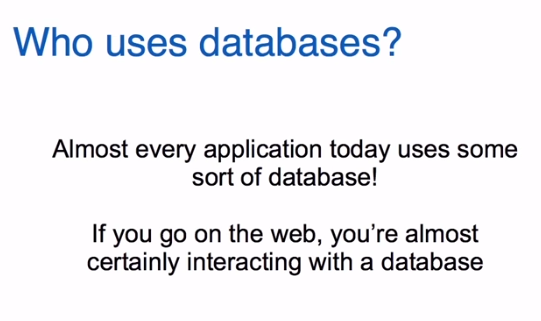 Who uses databases?
Almost every application today uses some
sort of database!
If you go on the web, you’re almost
certainly interacting with a database